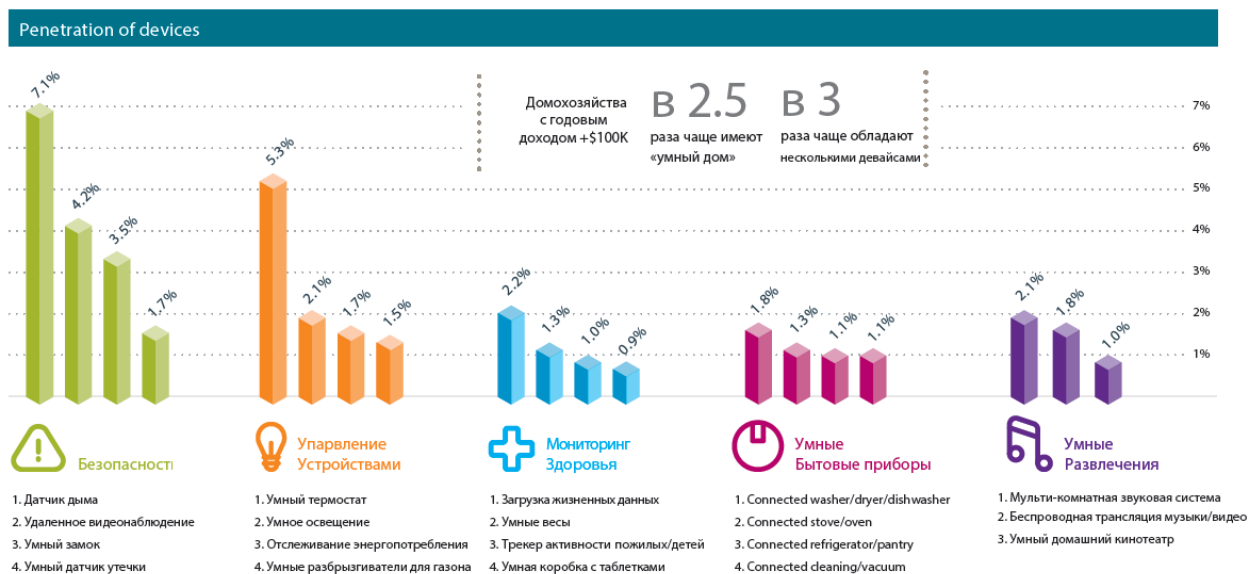 Penetration of devices
7.1%
4.2%
3.5%
1.7%
5.3%
2.1%
1.7%
1.5%
2.2%
1.3%
1.0%
0.9%
1.8%
1.3%
1.1%
1.1%
2.1%
1.8%
1.0%
Домохозяйства
с годовым
доходом +$100K
в 2.5
раза чаще имеют
«умный дом»
в 3
раза чаще обладают
несколькими девайсами
7%
6%
5%
4%
3%
2%
1%
Безопасность
1. Датчик дыма
2. Удаленное видеонаблюдение
3. Умный замок
4. Умный датчик утечки
Упарвление
Устройствами
1. Умный термостат
2. Умное освещение
3. Отслеживание энергопотребления
4. Умные разбрызгиватели для газона
Мониторинг
Здоровья
1. Загрузка жизненных данных
2. Умные весы
3. Трекер активности пожилых/детей
4. Умная коробка с таблетками
Умные
Бытовые приборы
1. Connected washer/dryer/dishwasher
2. Connected stove/oven
3. Connected refrigerator/pantry
4. Connected cleaning/vacuum
Умные
Развлечения
1. Мульти-комнатная звуковая система
2. Беспроводная трансляция музыки/видео
3. Умный домашний кинотеатр